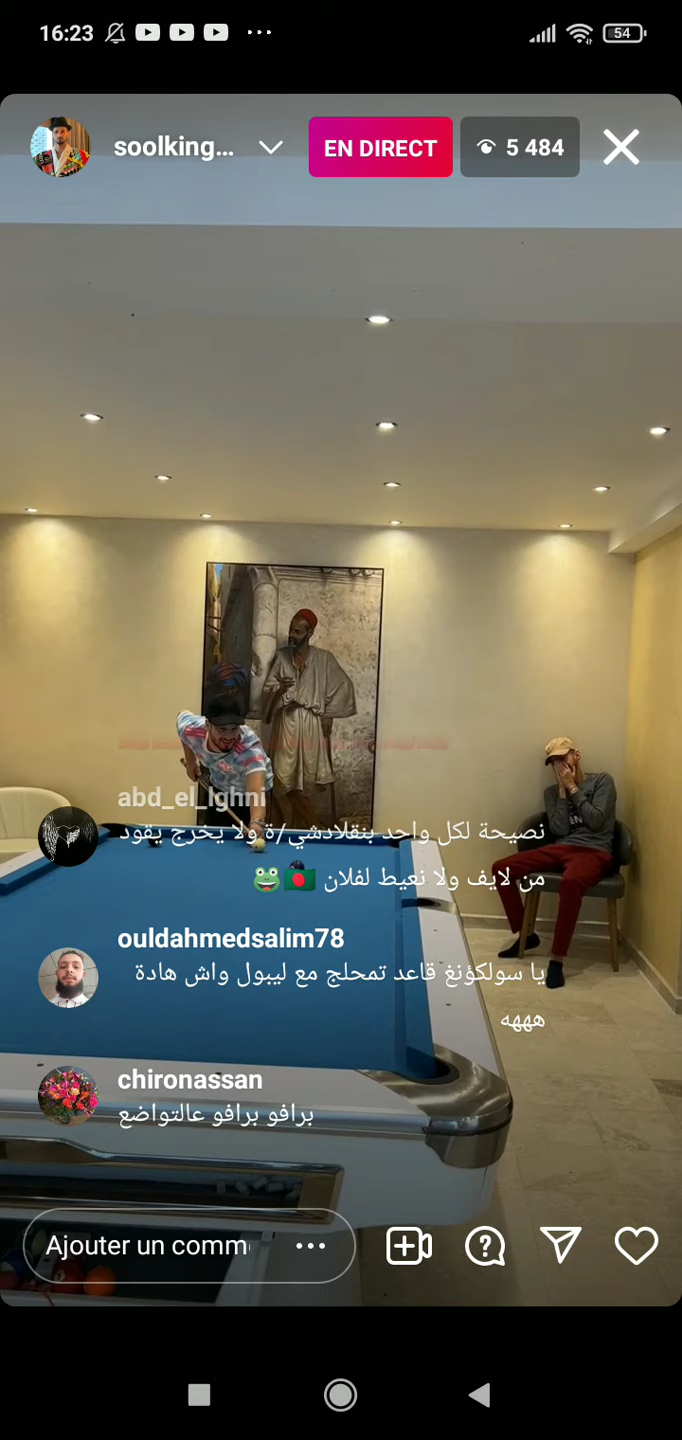 16:23
54
soolking...
EN DIRECT
5 484
abd_el_lghni
نصيحة لكل واحد بنقلادشي/ة ولا يخرج يقود
من لايف ولا نعيط لفلان 🇧🇩🐸
ouldahmedsalim78
يا سولكؤنغ قاعد تمحلج مع ليبول واش هادة
هههه
chironassan
برافو برافو عالتواضع
Ajouter un comm